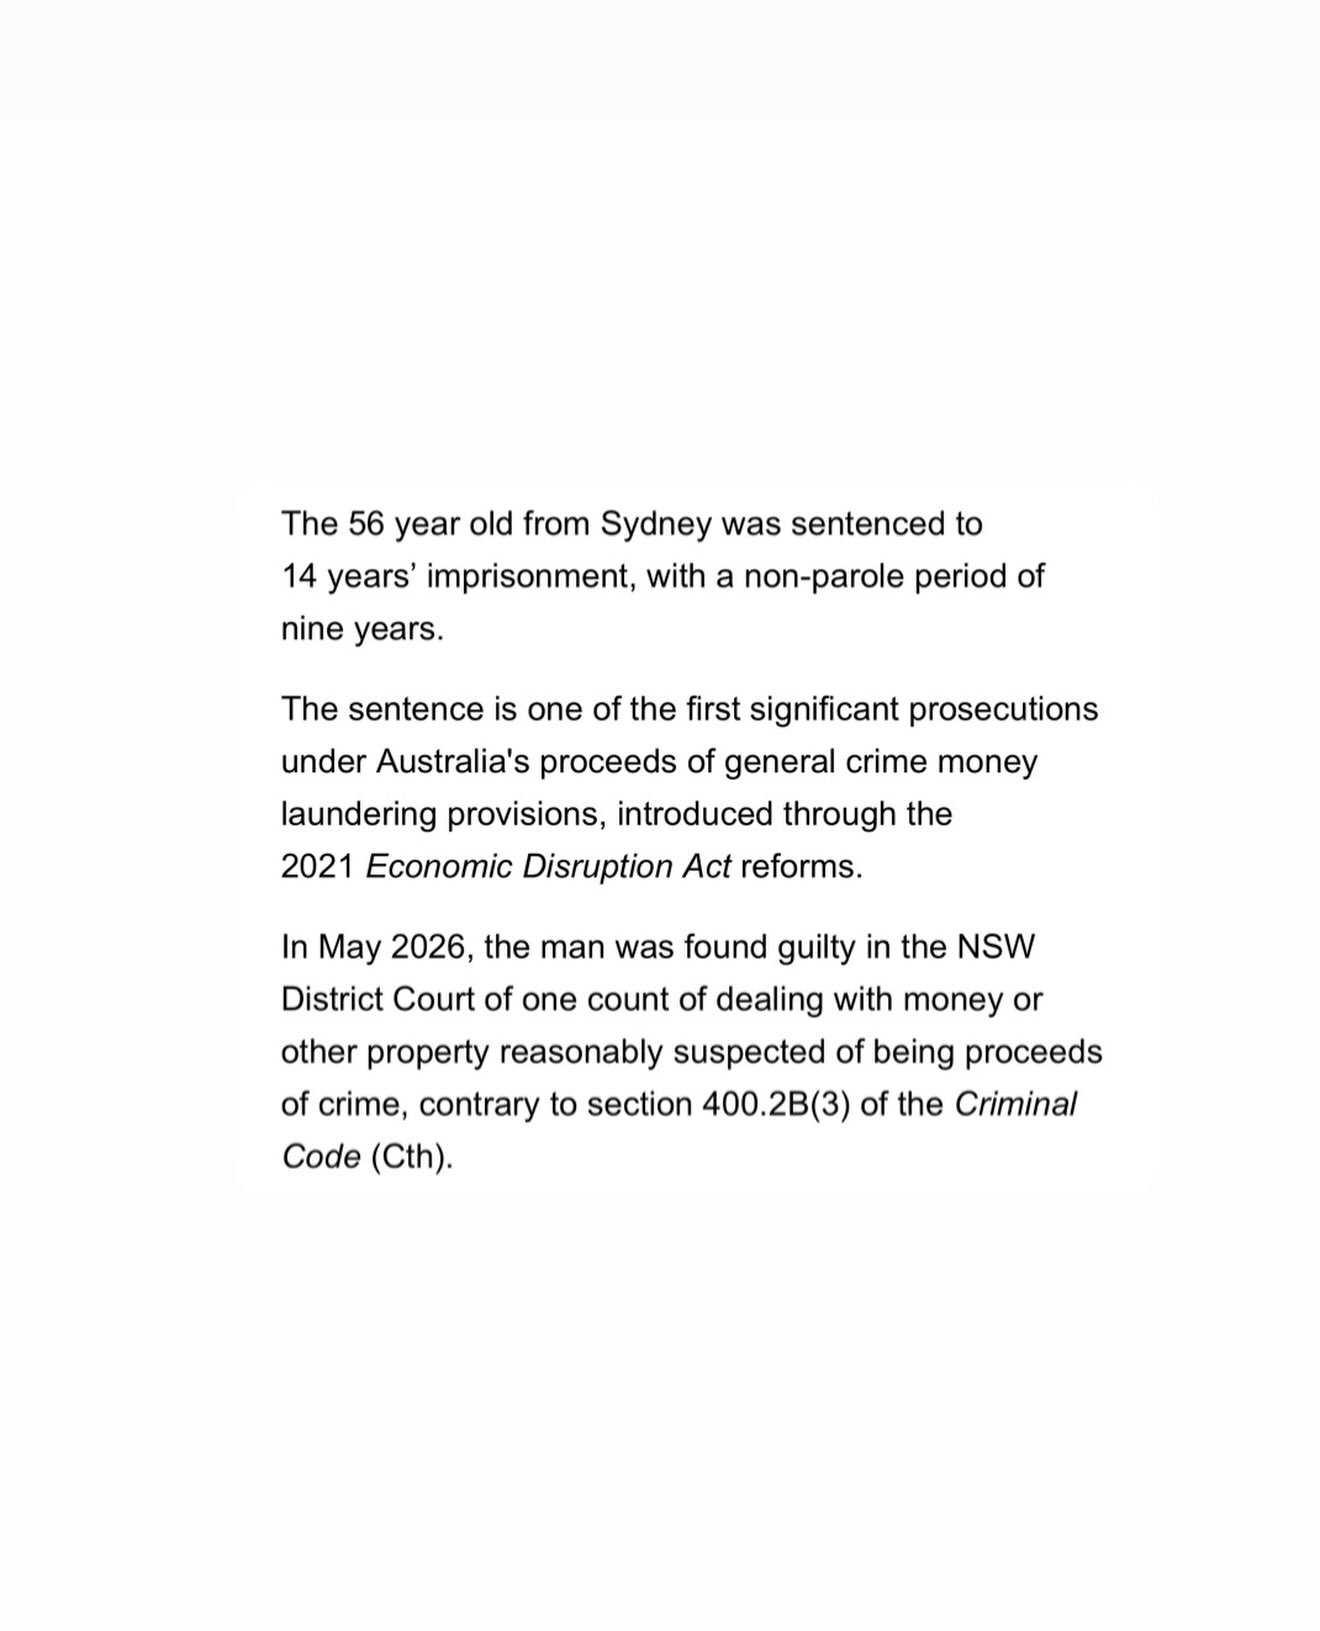 The 56 year old from Sydney was sentenced to
14 years’ imprisonment, with a non-parole period of
nine years.
The sentence is one of the first significant prosecutions
under Australia's proceeds of general crime money
laundering provisions, introduced through the
2021 Economic Disruption Act reforms.
In May 2026, the man was found guilty in the NSW
District Court of one count of dealing with money or
other property reasonably suspected of being proceeds
of crime, contrary to section 400.2B(3) of the Criminal
Code (Cth).